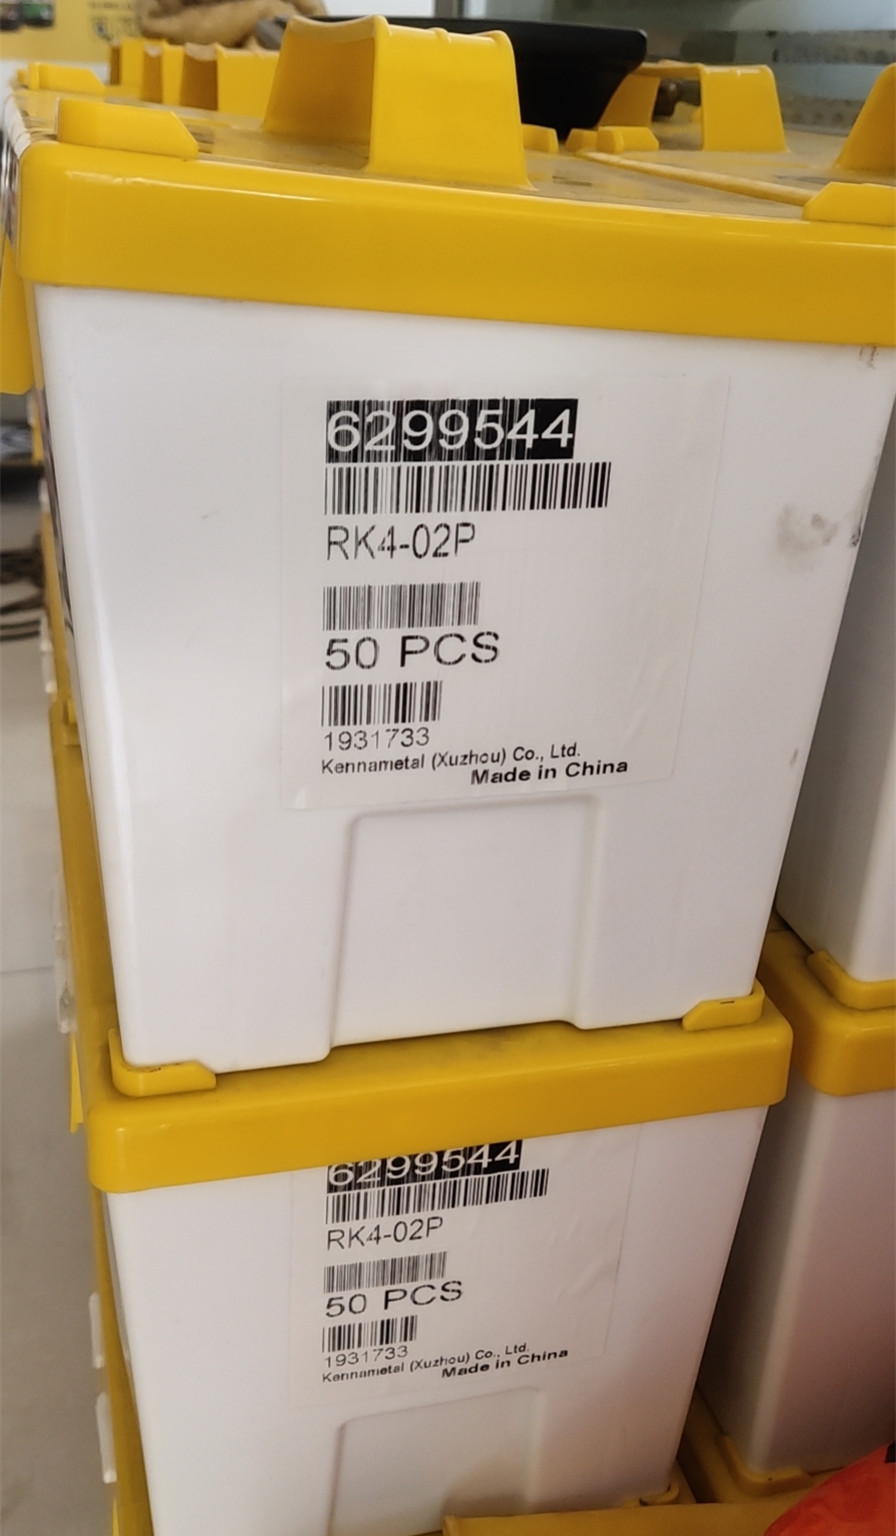 6299544
RK4-02P
50 PCS
1931733
Kennametal (Xuzhou) Co., Ltd.
Made in China
6299544
RK4-02P
50 PCS
1931733
Kennametal (Xuzhou) Co., Ltd.
Made in China